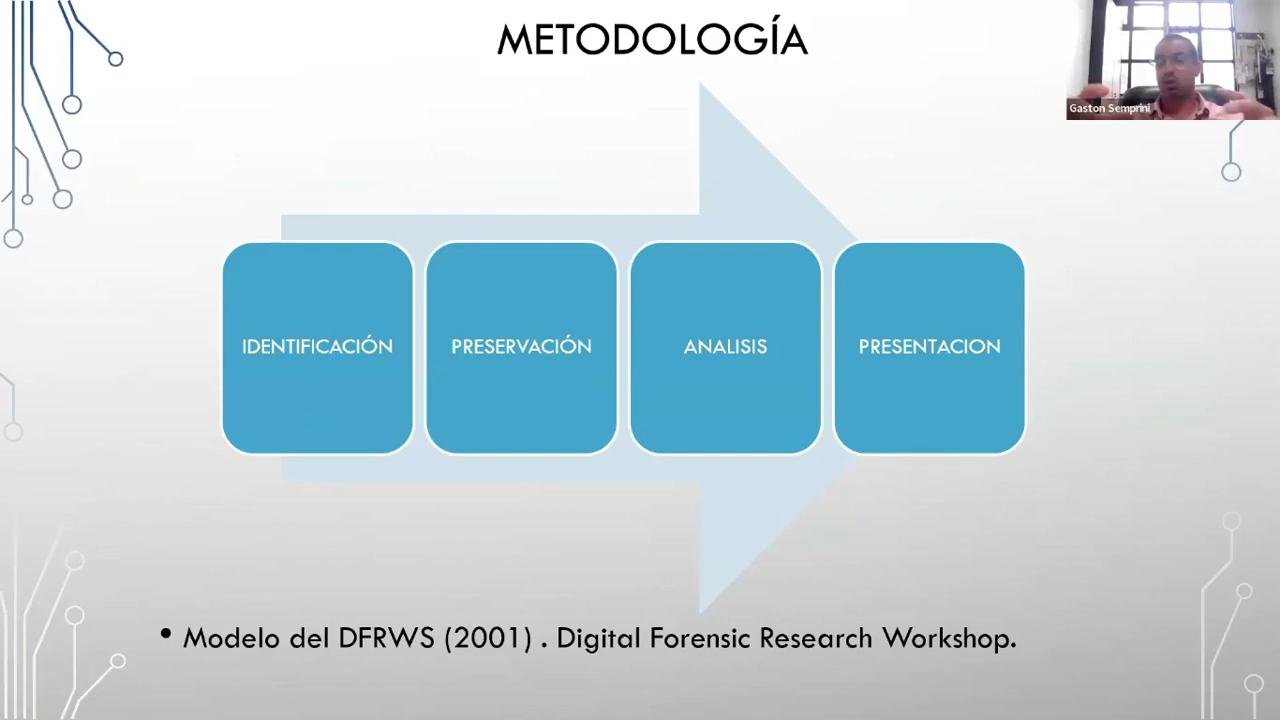 METODOLOGÍA
Gaston Semprini
IDENTIFICACIÓN
PRESERVACIÓN
ANALISIS
PRESENTACION
• Modelo del DFRWS (2001) . Digital Forensic Research Workshop.